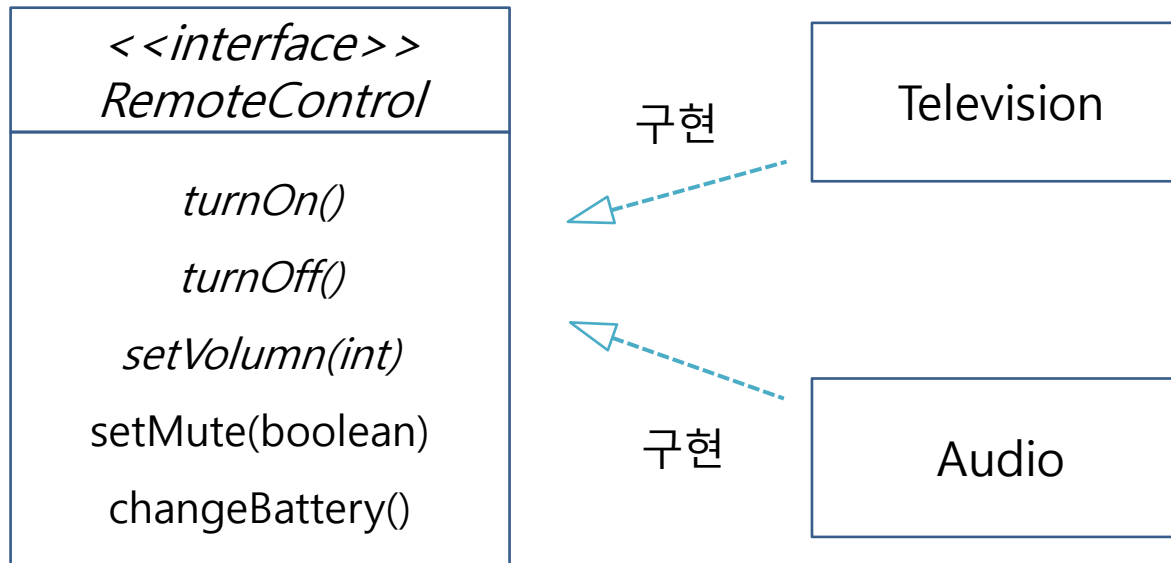 <<interface>>
RemoteControl
turnOn()
turnOff()
setVolumn(int)
setMute(boolean)
changeBattery()
구현
구현
Television
Audio